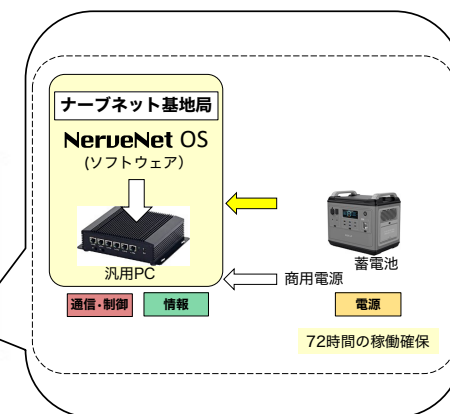 ナーブネット基地局
NerveNet OS
(ソフトウェア）
汎用PC
蓄電池
商用電源
通信・制御
情報
電源
72時間の稼働確保